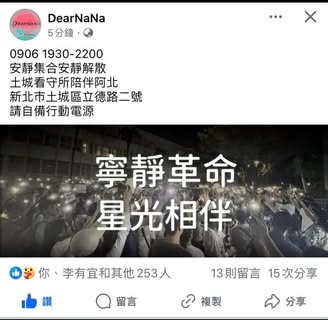 DearNaNa
5分鐘
0906 1930-2200
安靜集合安靜解散
土城看守所陪伴阿北
新北市土城區立德路二號
請自備行動電源
寧靜革命
星光相伴
你、李有宜和其他253人 13則留言 15次分享
讚 留言 複製 分享